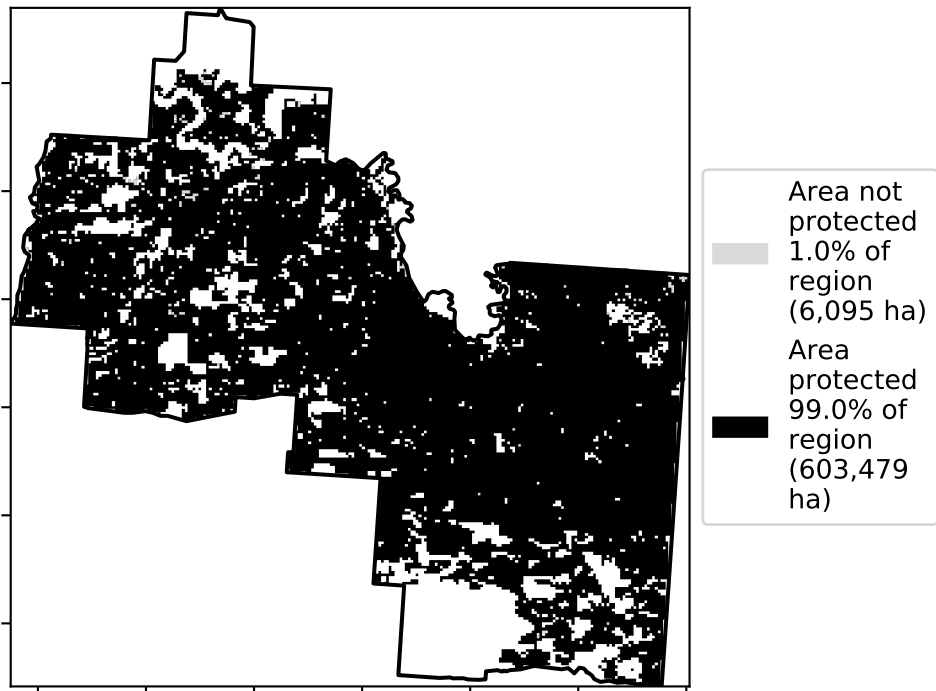 Area not
protected
1.0% of
region
(6,095 ha)
Area
protected
99.0% of
region
(603,479
ha)